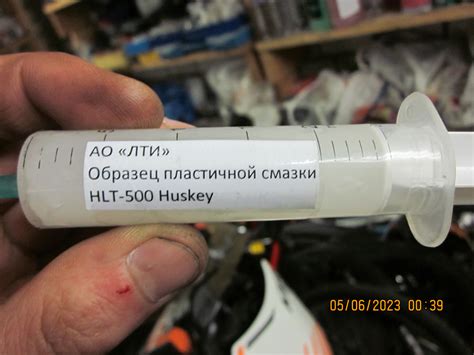 АО «ЛТИ»
Образец пластичной смазки
HLT-500 Huskey
05/06/2023 00:39